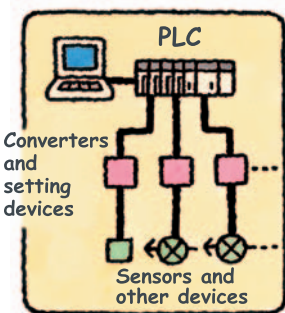 PLC
Converters
and
setting
devices
Sensors and
other devices